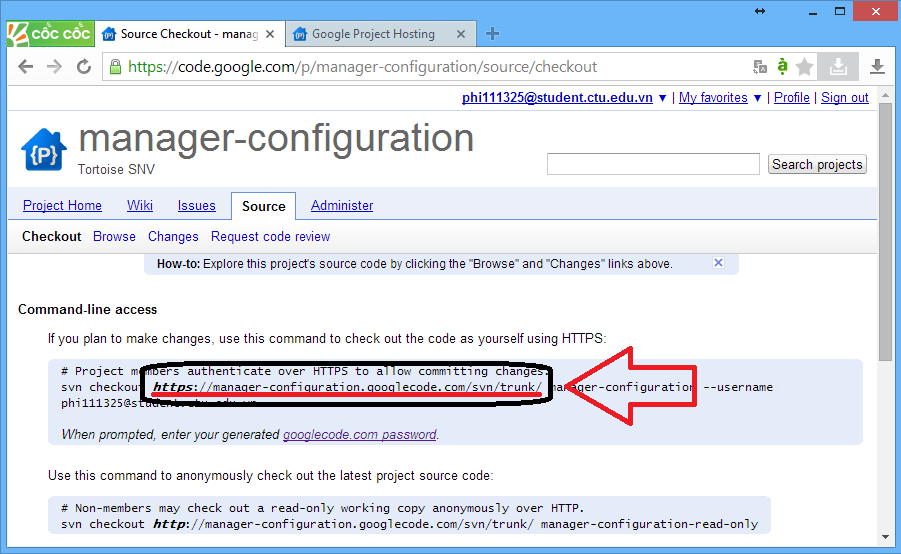 cốc cốc
Source Checkout - manag
Google Project Hosting
https://code.google.com/p/manager-configuration/source/checkout
phi111325@student.ctu.edu.vn ▼ | My favorites ▼ | Profile | Sign out
{P}
manager-configuration
Tortoise SNV
Search projects
Project Home Wiki Issues Source Administer
Checkout Browse Changes Request code review
How-to: Explore this project's source code by clicking the "Browse" and "Changes" links above.
Command-line access
If you plan to make changes, use this command to check out the code as yourself using HTTPS:
# Project members authenticate over HTTPS to allow committing changes.
svn checkout https://manager-configuration.googlecode.com/svn/trunk/ manager-configuration --username
phi111325@student.ctu.edu.vn
When prompted, enter your generated googlecode.com password.
Use this command to anonymously check out the latest project source code:
# Non-members may check out a read-only working copy anonymously over HTTP.
svn checkout http://manager-configuration.googlecode.com/svn/trunk/ manager-configuration-read-only